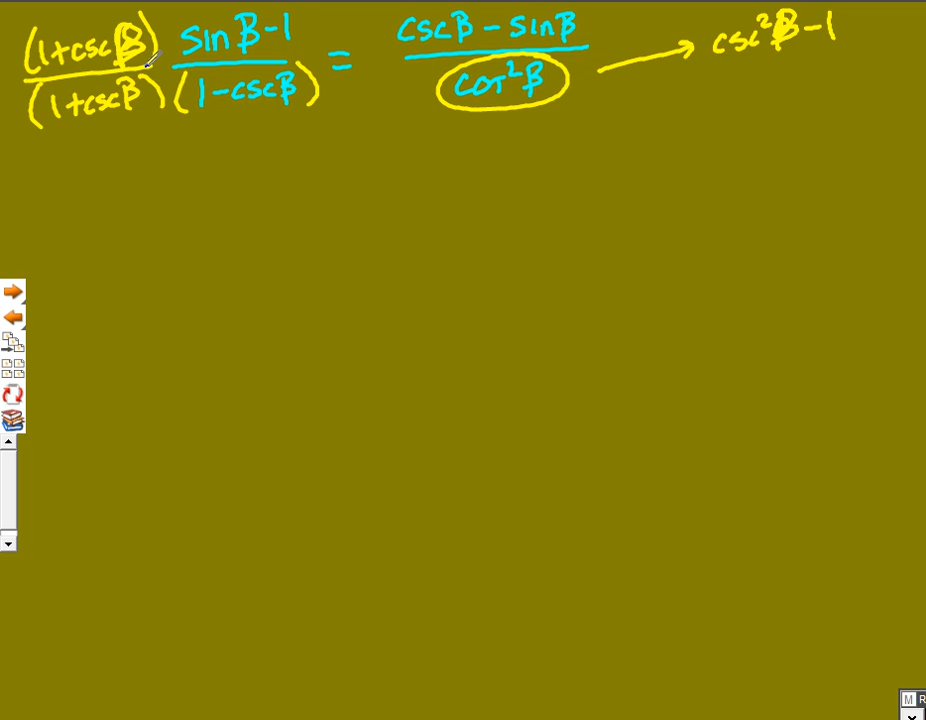 (1+cscβ) sinβ-1 = cscβ - sinβ → csc²β-1
(1+cscβ) (1-cscβ) cot²β
M R